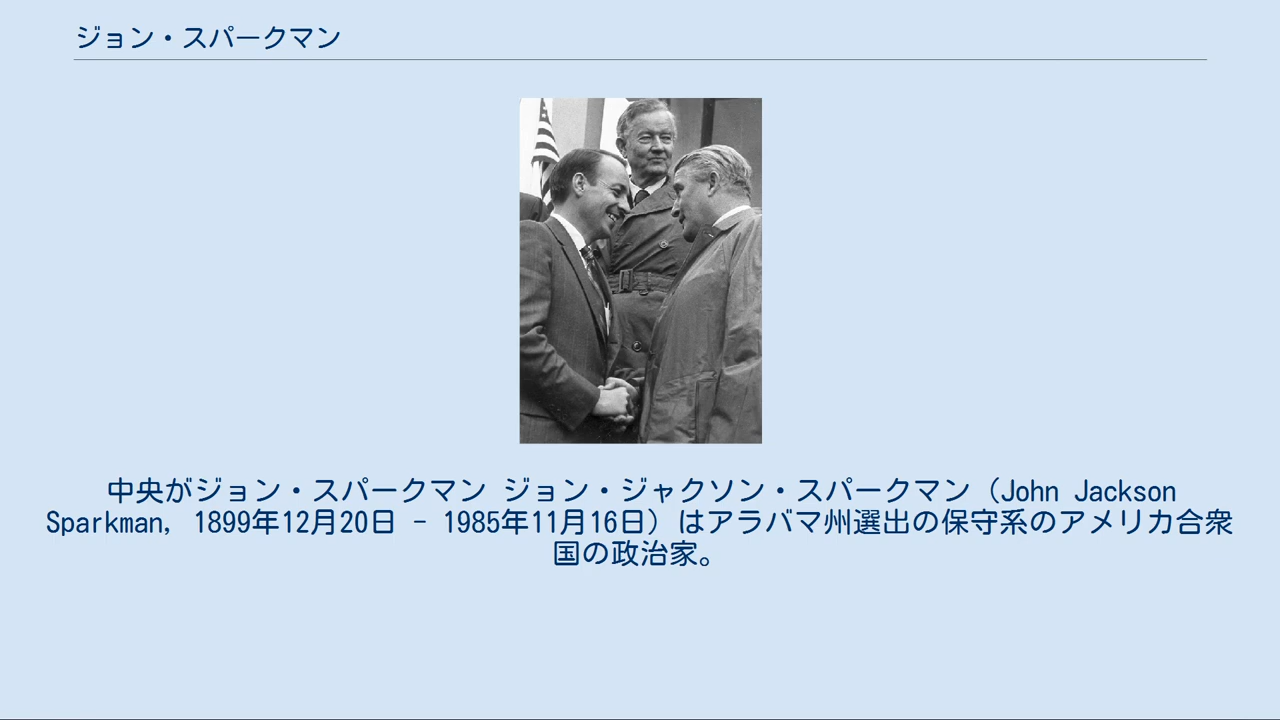 ジョン・スパークマン
中央がジョン・スパークマン ジョン・ジャクソン・スパークマン（John Jackson
Sparkman, 1899年12月20日 - 1985年11月16日）はアラバマ州選出の保守系のアメリカ合衆
国の政治家。